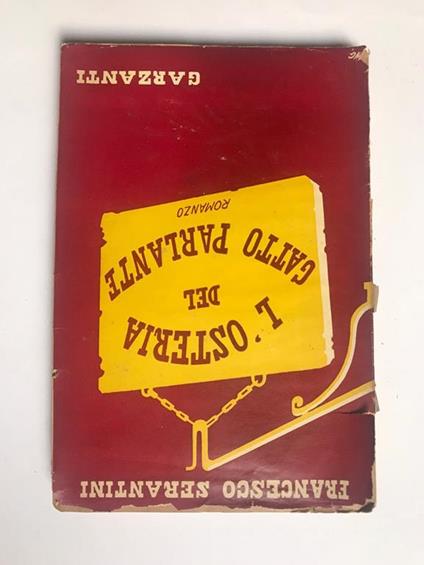 FRANCESCO SERANTINI
L'OSTERIA
DEL
GATTO PARLANTE
ROMANZO
GARZANTI